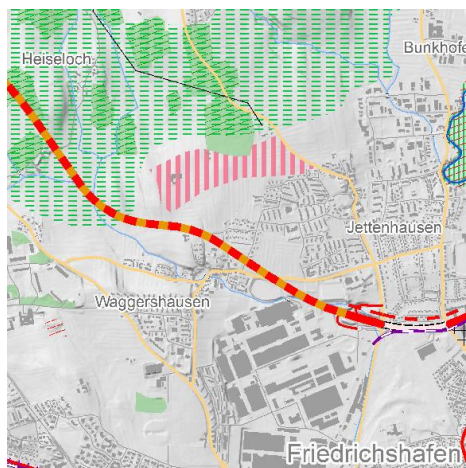 Bunkhofe
Heiseloch
Jettenhausen
Waggershausen
Friedrichshafen